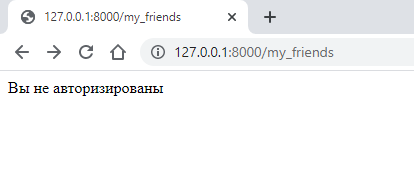 127.0.0.1:8000/my_friends
127.0.0.1:8000/my_friends
Вы не авторизированы